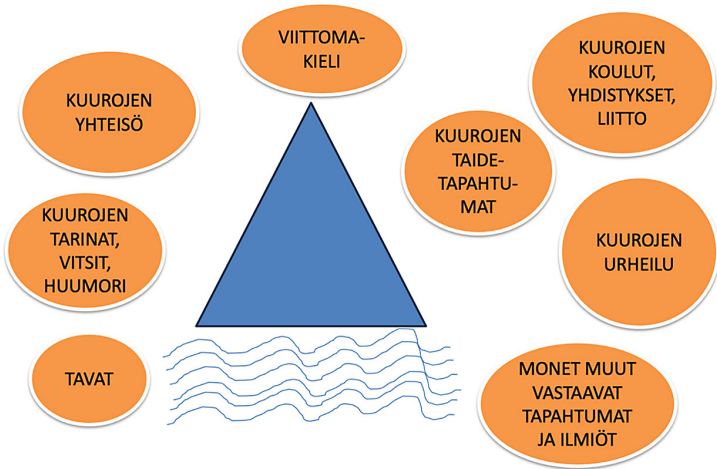 VIITTOMA-
KIELI
KUUROJEN
YHTEISÖ
KUUROJEN
KOULUT,
YHDISTYKSET,
LIITTO
KUUROJEN
TAIDE-
TAPAHTU-
MAT
KUUROJEN
TARINAT,
VITSIT,
HUUMORI
KUUROJEN
URHEILU
TAVAT
MONET MUUT
VASTAAVAT
TAPAHTUMAT
JA ILMIÖT